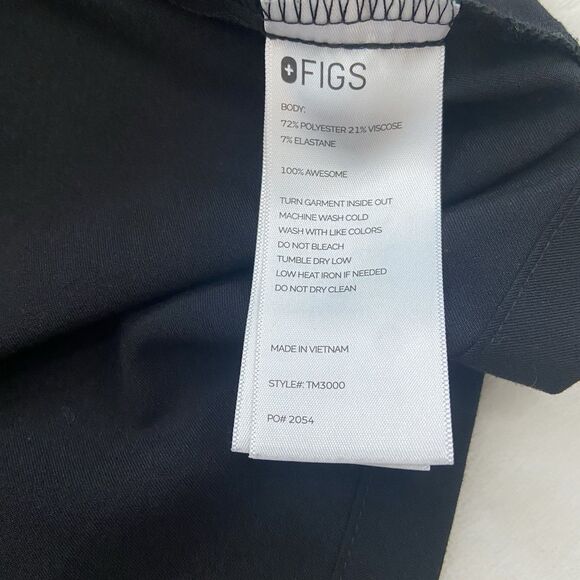 FIGS
BODY:
72% POLYESTER 21% VISCOSE
7% ELASTANE
100% AWESOME
TURN GARMENT INSIDE OUT
MACHINE WASH COLD
WASH WITH LIKE COLORS
DO NOT BLEACH
TUMBLE DRY LOW
LOW HEAT IRON IF NEEDED
DO NOT DRY CLEAN
MADE IN VIETNAM
STYLE#: TM3000
PO# 2054